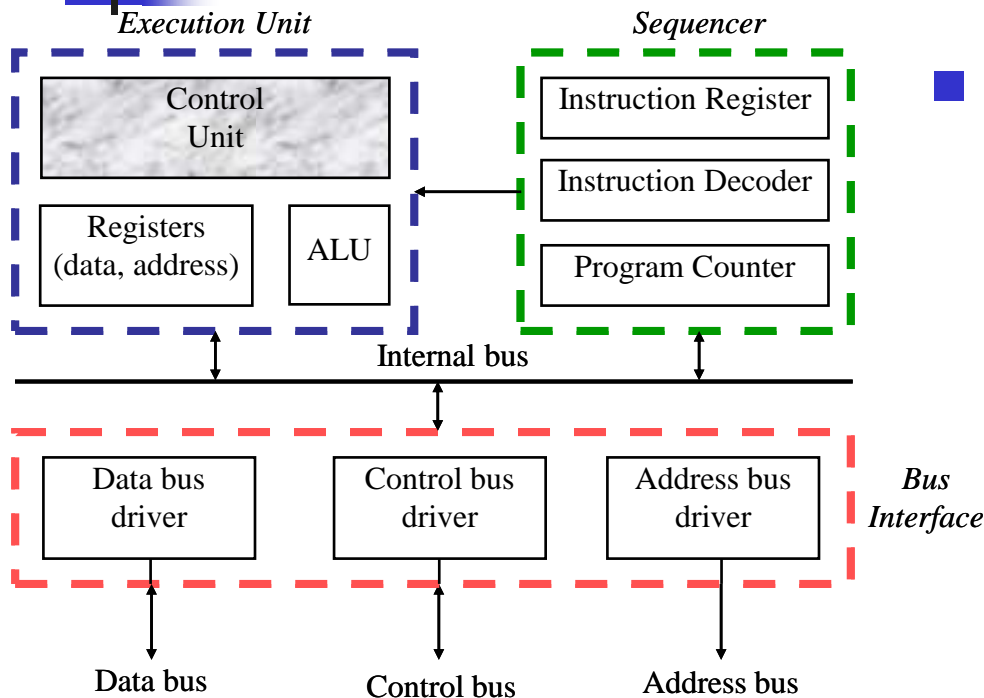 Execution Unit
Sequencer
Control
Unit
Registers
(data, address)
ALU
Instruction Register
Instruction Decoder
Program Counter
Internal bus
Data bus
driver
Control bus
driver
Address bus
driver
Bus
Interface
Data bus
Control bus
Address bus